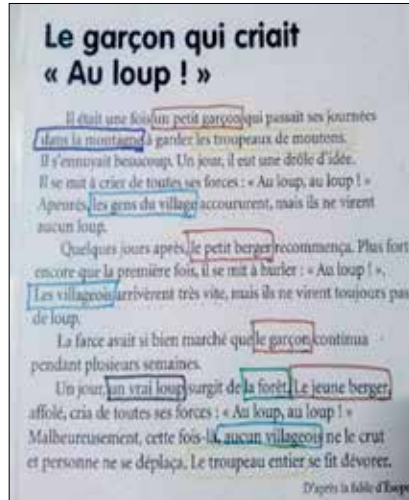 Le garçon qui criait
« Au loup ! »
Il était une fois un petit garçon qui passait ses journées
dans la montagne à garder les troupeaux de moutons.
Il s'ennuyait beaucoup. Un jour, il eut une drôle d'idée.
Il se mit à crier de toutes ses forces : « Au loup, au loup ! »
Apeurés, les gens du village accoururent, mais ils ne virent
aucun loup.
Quelques jours après, le petit berger recommença. Plus fort
encore que la première fois, il se mit à hurler : « Au loup ! ».
Les villageois arrivèrent très vite, mais ils ne virent toujours pas
de loup.
La farce avait si bien marché que le garçon continua
pendant plusieurs semaines.
Un jour, un vrai loup surgit de la forêt. Le jeune berger,
affolé, cria de toutes ses forces : « Au loup, au loup ! »
Malheureusement, cette fois-là, aucun villageois ne le crut
et personne ne se déplaça. Le troupeau entier se fit dévorer.
D'après la fable d'Esope